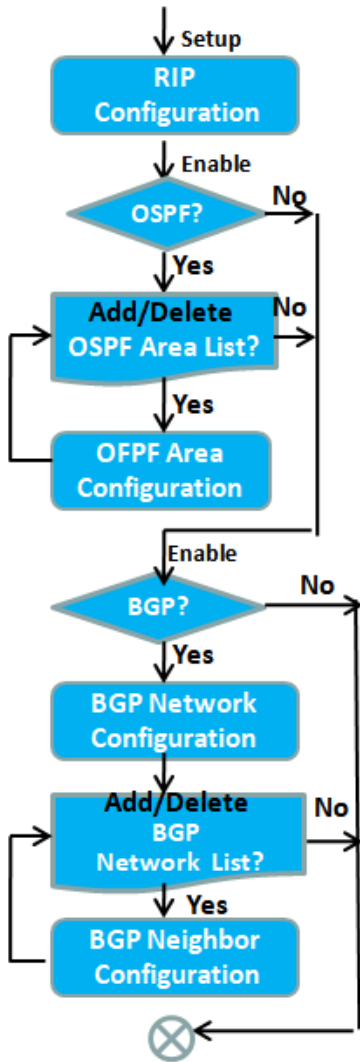 Setup
RIP
Configuration
Enable
OSPF?
No
Yes
Add/Delete
OSPF Area List?
No
Yes
OFPF Area
Configuration
Enable
BGP?
No
Yes
BGP Network
Configuration
Add/Delete
BGP
Network List?
No
Yes
BGP Neighbor
Configuration